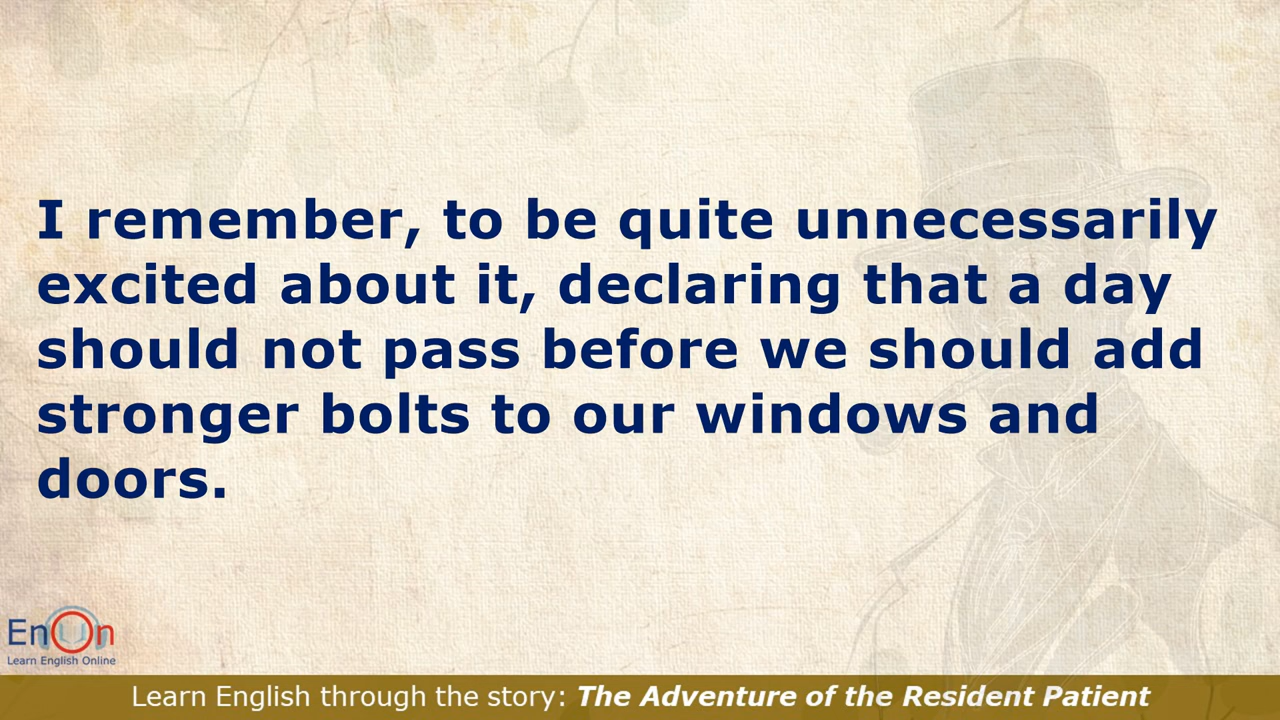 I remember, to be quite unnecessarily
excited about it, declaring that a day
should not pass before we should add
stronger bolts to our windows and
doors.
EnOn
Learn English Online
Learn English through the story: The Adventure of the Resident Patient